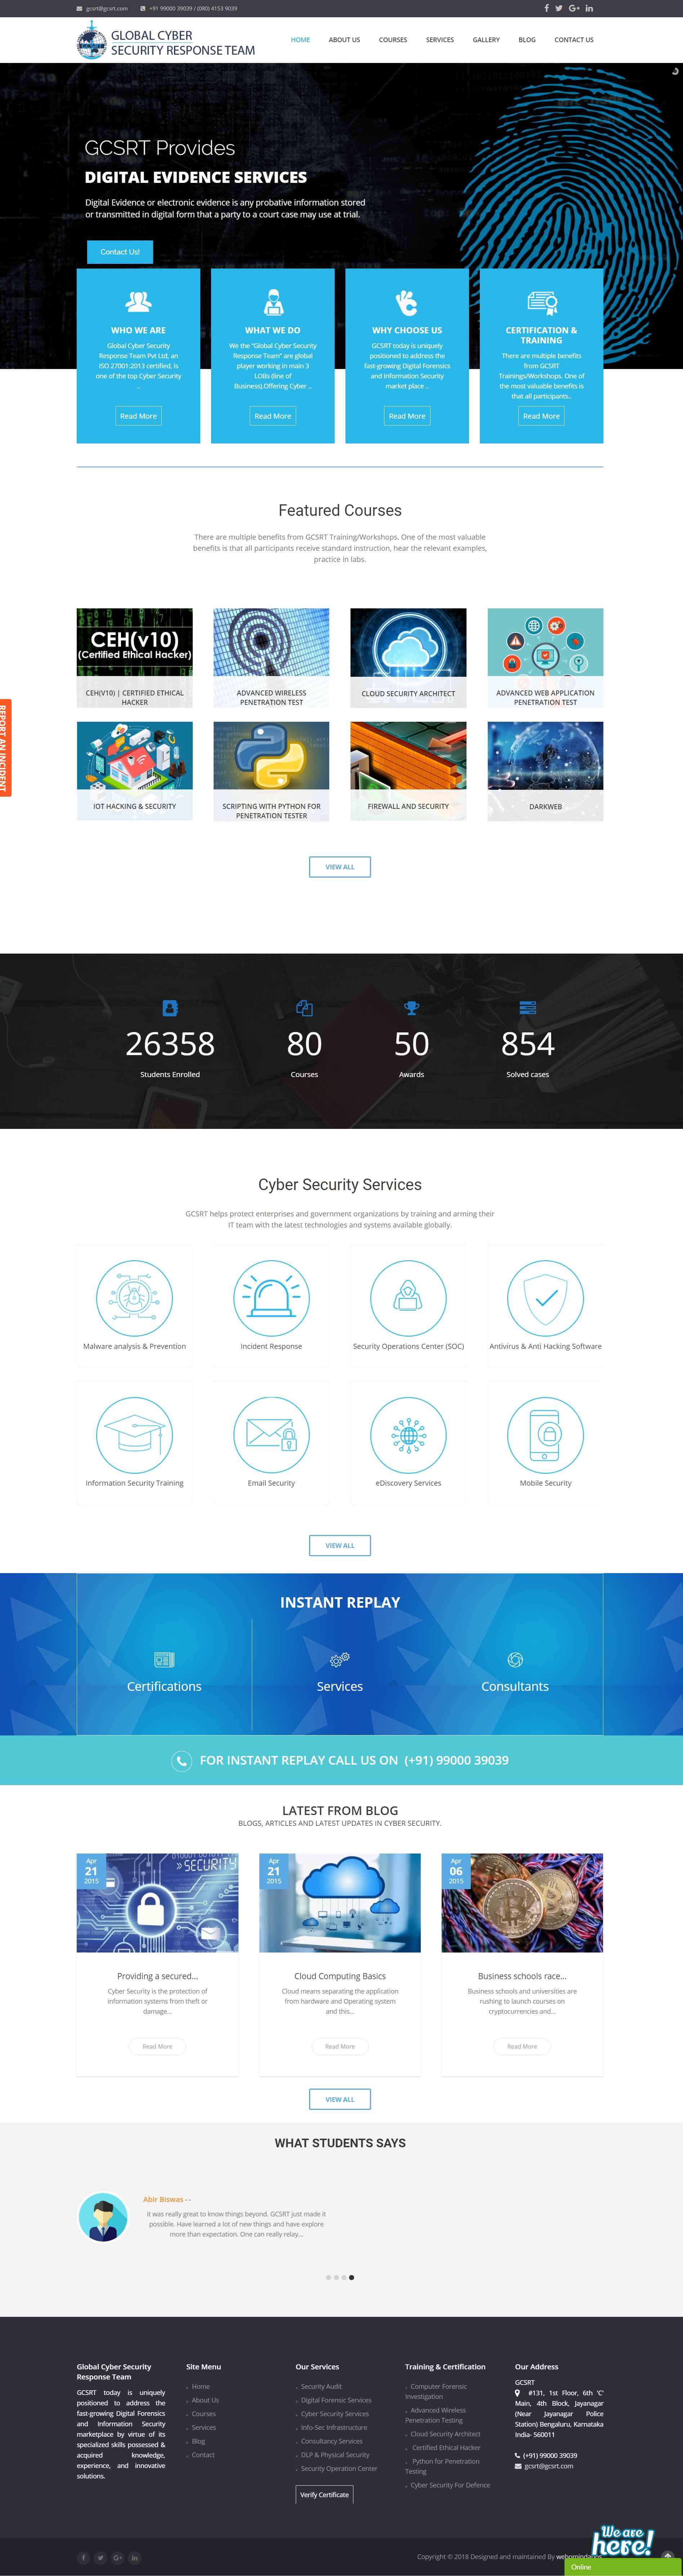 gcsrt@gcsrt.com +91 99000 39039 / (080) 4153 9039
GLOBAL CYBER
SECURITY RESPONSE TEAM
HOME ABOUT US COURSES SERVICES GALLERY BLOG CONTACT US
GCSRT Provides
DIGITAL EVIDENCE SERVICES
Digital Evidence or electronic evidence is any probative information stored
or transmitted in digital form that a party to a court case may use at trial.
Contact Us!
WHO WE ARE
Global Cyber Security
Response Team Pvt Ltd, an
ISO 27001:2013 certified, is
one of the top Cyber Security
..
Read More
WHAT WE DO
We the "Global Cyber Security
Response Team" are global
player working in main 3
LOBs (line of
Business).Offering Cyber ..
Read More
WHY CHOOSE US
GCSRT today is uniquely
positioned to address the
fast-growing Digital Forensics
and Information Security
market place ..
Read More
CERTIFICATION &
TRAINING
There are multiple benefits
from GCSRT
Trainings/Workshops. One of
the most valuable benefits is
that all participants..
Read More
Featured Courses
There are multiple benefits from GCSRT Training/Workshops. One of the most valuable
benefits is that all participants receive standard instruction, hear the relevant examples,
practice in labs.
REPORT AN INCIDENT
CEH(v10)
(Certified Ethical Hacker)
CEH(V10) | CERTIFIED ETHICAL
HACKER
ADVANCED WIRELESS
PENETRATION TEST
CLOUD SECURITY ARCHITECT
ADVANCED WEB APPLICATION
PENETRATION TEST
IOT HACKING & SECURITY
SCRIPTING WITH PYTHON FOR
PENETRATION TESTER
FIREWALL AND SECURITY
DARKWEB
VIEW ALL
26358 80 50 854
Students Enrolled Courses Awards Solved cases
Cyber Security Services
GCSRT helps protect enterprises and government organizations by training and arming their
IT team with the latest technologies and systems available globally.
Malware analysis & Prevention
Incident Response
Security Operations Center (SOC)
Antivirus & Anti Hacking Software
Information Security Training
Email Security
eDiscovery Services
Mobile Security
VIEW ALL
INSTANT REPLAY
Certifications Services Consultants
FOR INSTANT REPLAY CALL US ON (+91) 99000 39039
LATEST FROM BLOG
BLOGS, ARTICLES AND LATEST UPDATES IN CYBER SECURITY.
Apr
21
2015
SECURITY
Providing a secured...
Cyber Security is the protection of
information systems from theft or
damage...
Read More
Apr
21
2015
Cloud Computing Basics
Cloud means separating the application
from hardware and Operating system
and this...
Read More
Apr
06
2015
Business schools race...
Business schools and universities are
rushing to launch courses on
cryptocurrencies and...
Read More
VIEW ALL
WHAT STUDENTS SAYS
Abir Biswas - -
It was really great to know things beyond. GCSRT just made it
possible. Have learned a lot of new things and have explore
more than expectation. One can really relay...
Global Cyber Security
Response Team
GCSRT today is uniquely
positioned to address the
fast-growing Digital Forensics
and Information Security
marketplace by virtue of its
specialized skills possessed &
acquired knowledge,
experience, and innovative
solutions.
Site Menu
Home
About Us
Courses
Services
Blog
Contact
Our Services
Security Audit
Digital Forensic Services
Cyber Security Services
Info-Sec Infrastructure
Consultancy Services
DLP & Physical Security
Security Operation Center
Verify Certificate
Training & Certification
Computer Forensic
Investigation
Advanced Wireless
Penetration Testing
Cloud Security Architect
Certified Ethical Hacker
Python for Penetration
Testing
Cyber Security For Defence
Our Address
GCSRT
#131, 1st Floor, 6th 'C'
Main, 4th Block, Jayanagar
(Near Jayanagar Police
Station) Bengaluru, Karnataka
India- 560011
(+91) 99000 39039
gcsrt@gcsrt.com
Copyright © 2018 Designed and maintained By
We are
here!
Online